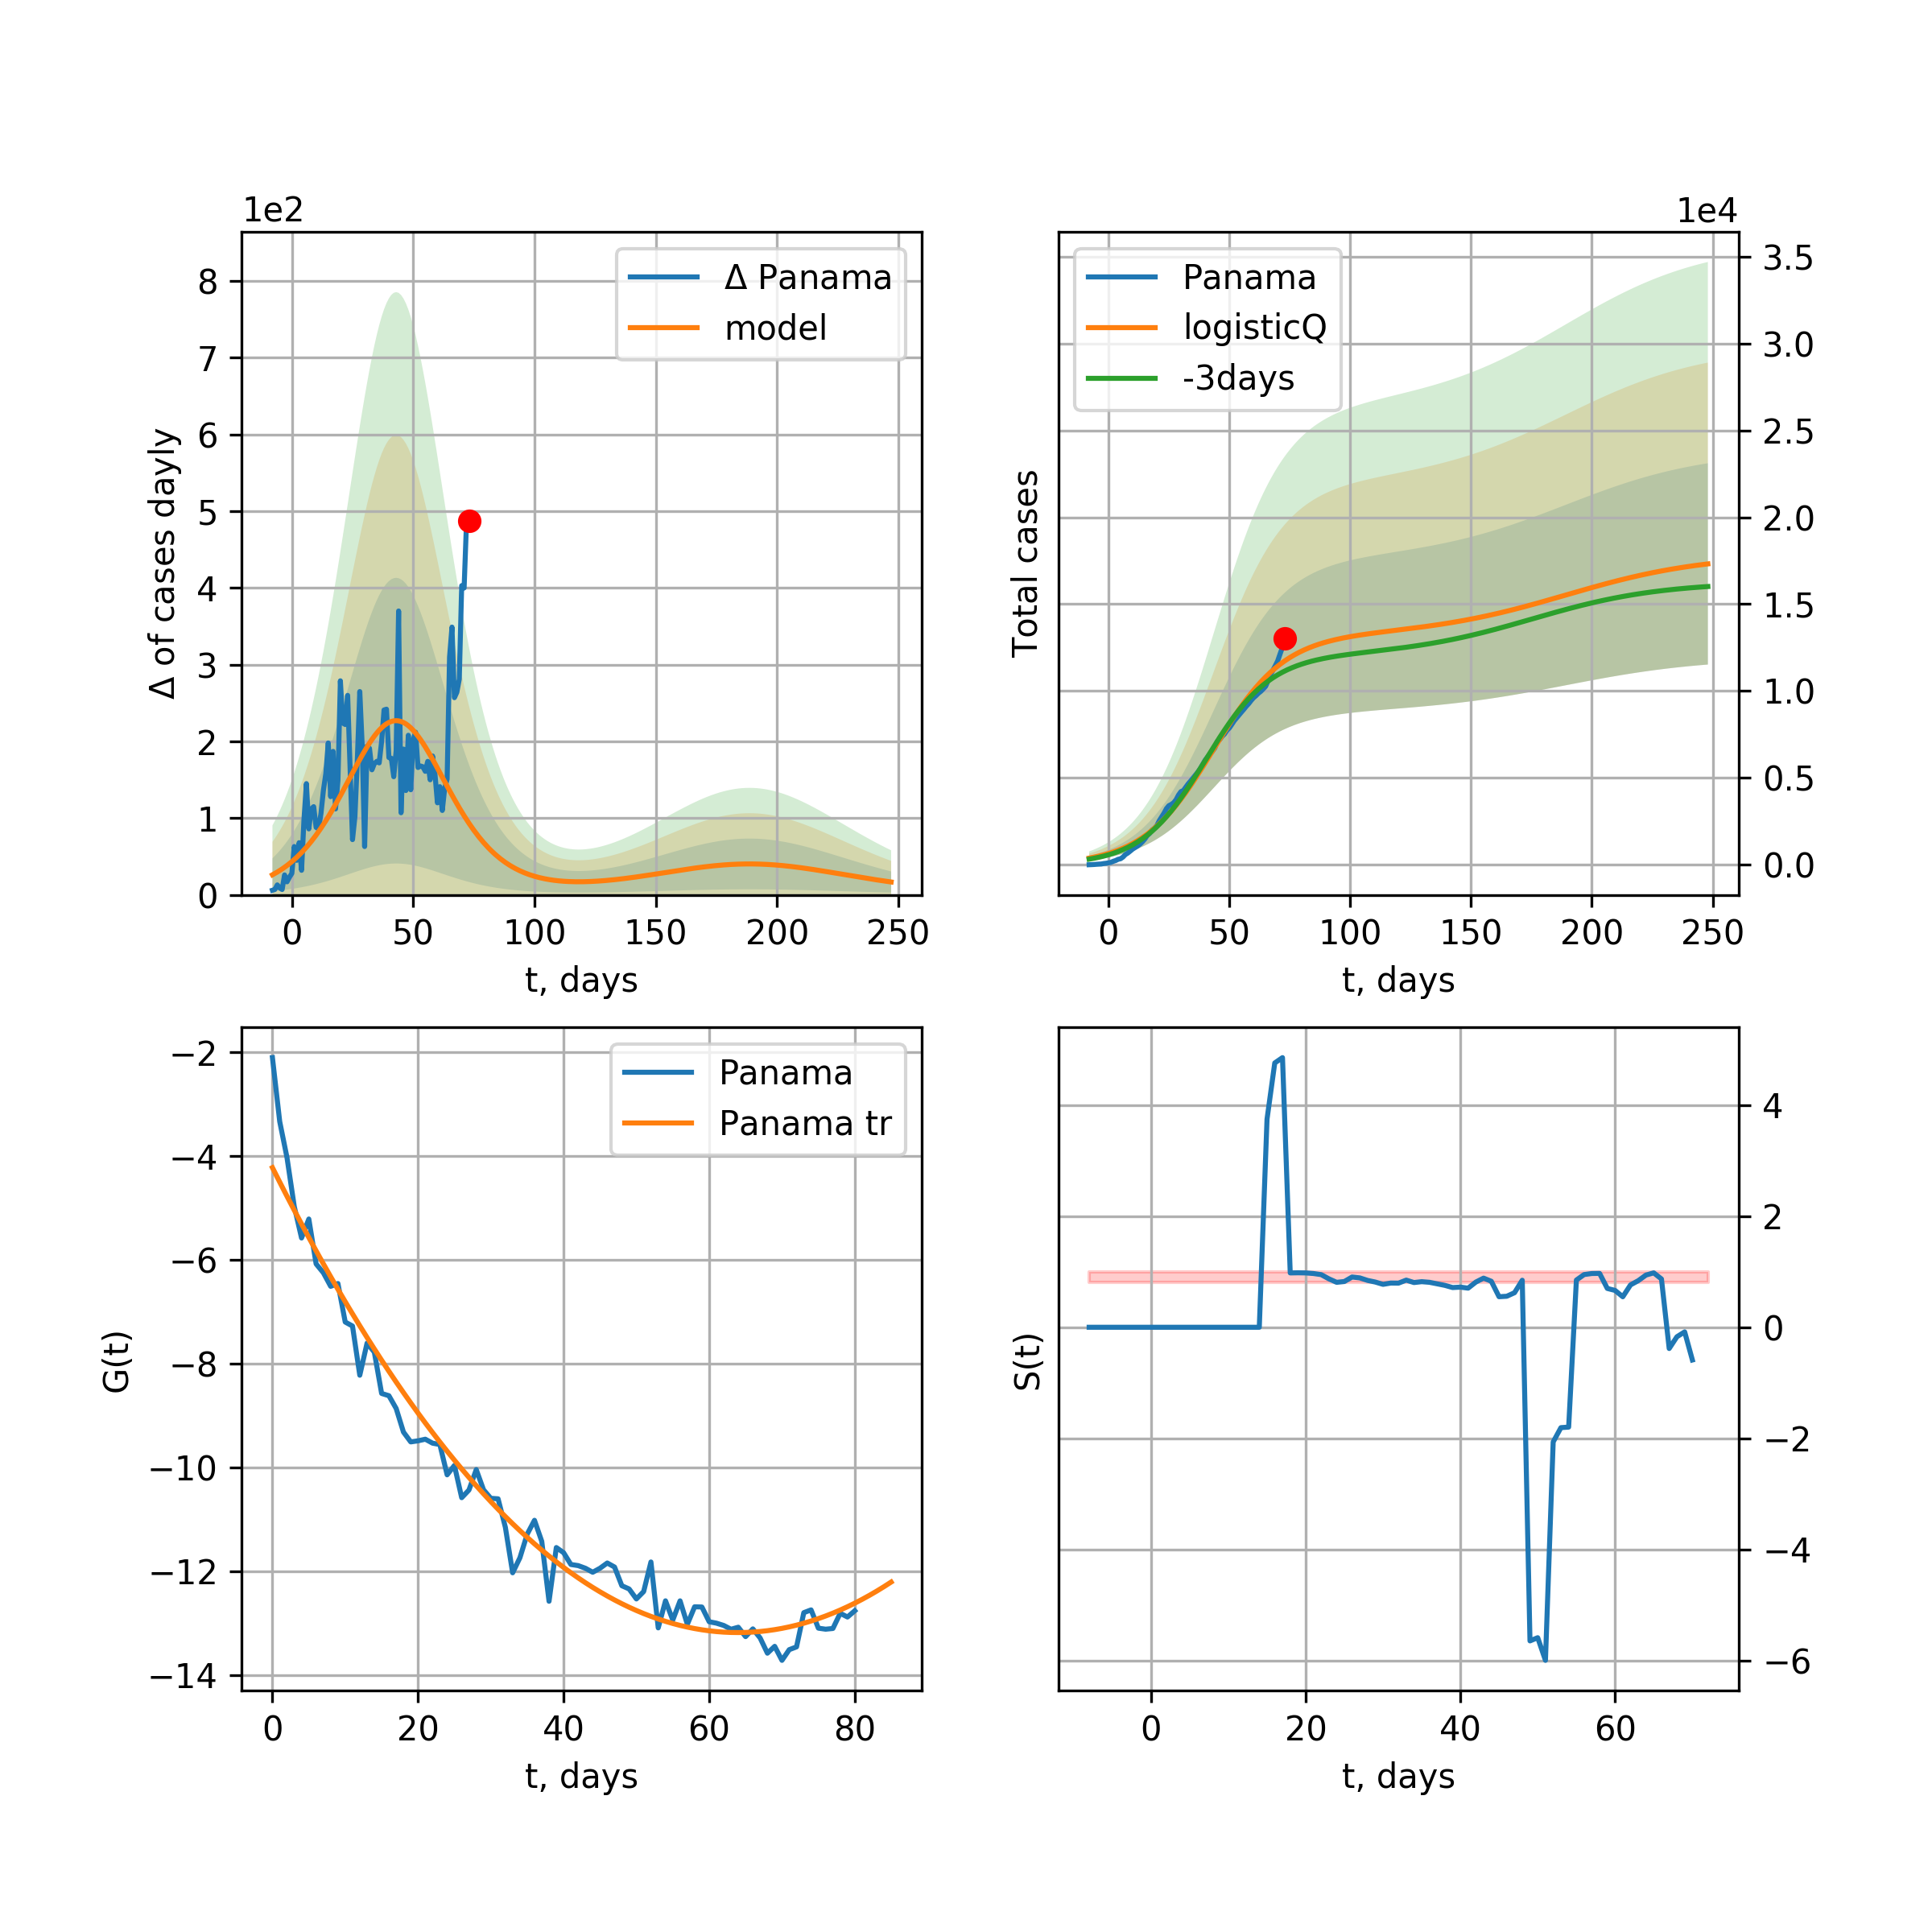 1e2
Δ of cases dayly
8
7
6
5
4
3
2
1
0
Δ Panama
model
0 50 100 150 200 250
t, days
1e4
Total cases
Panama
logisticQ
-3days
3.5
3.0
2.5
2.0
1.5
1.0
0.5
0.0
0 50 100 150 200 250
t, days
G(t)
−2
−4
−6
−8
−10
−12
−14
Panama
Panama tr
0 20 40 60 80
t, days
S(t)
4
2
0
−2
−4
−6
0 20 40 60
t, days